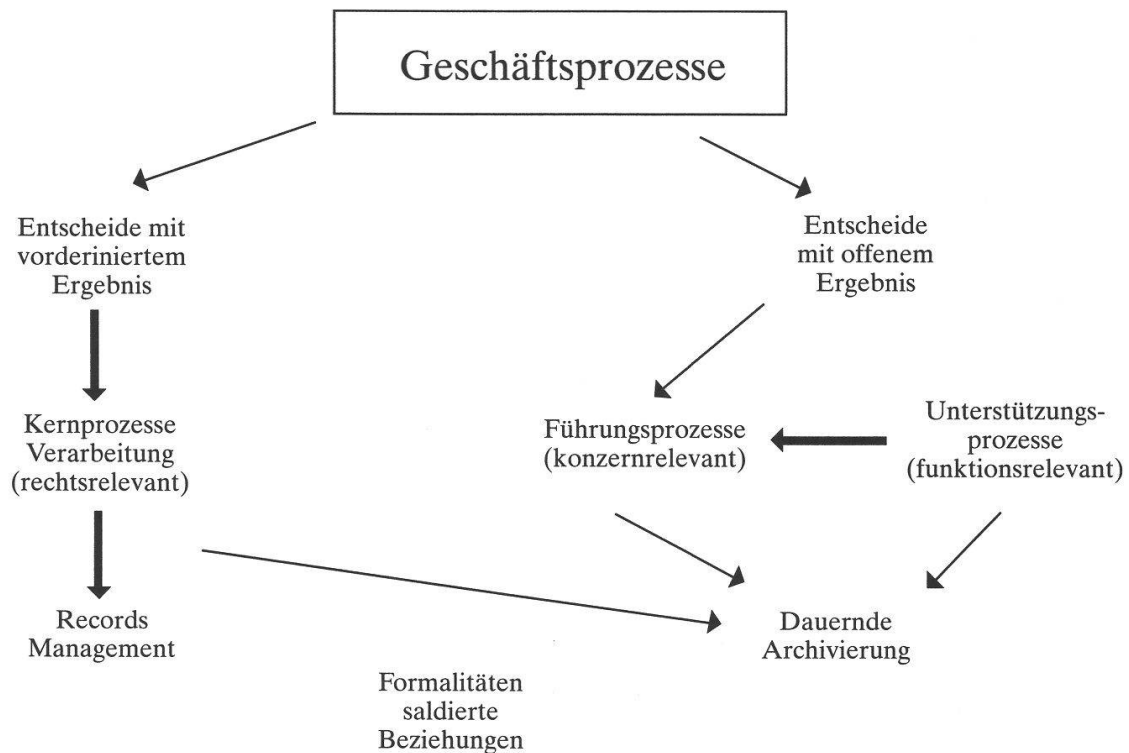 Geschäftsprozesse
Entscheide mit
vorderiniertem
Ergebnis
Entscheide
mit offenem
Ergebnis
Kernprozesse
Verarbeitung
(rechtsrelevant)
Führungsprozesse
(konzernrelevant)
Unterstützungs-
prozesse
(funktionsrelevant)
Records
Management
Dauernde
Archivierung
Formalitäten
saldierte
Beziehungen